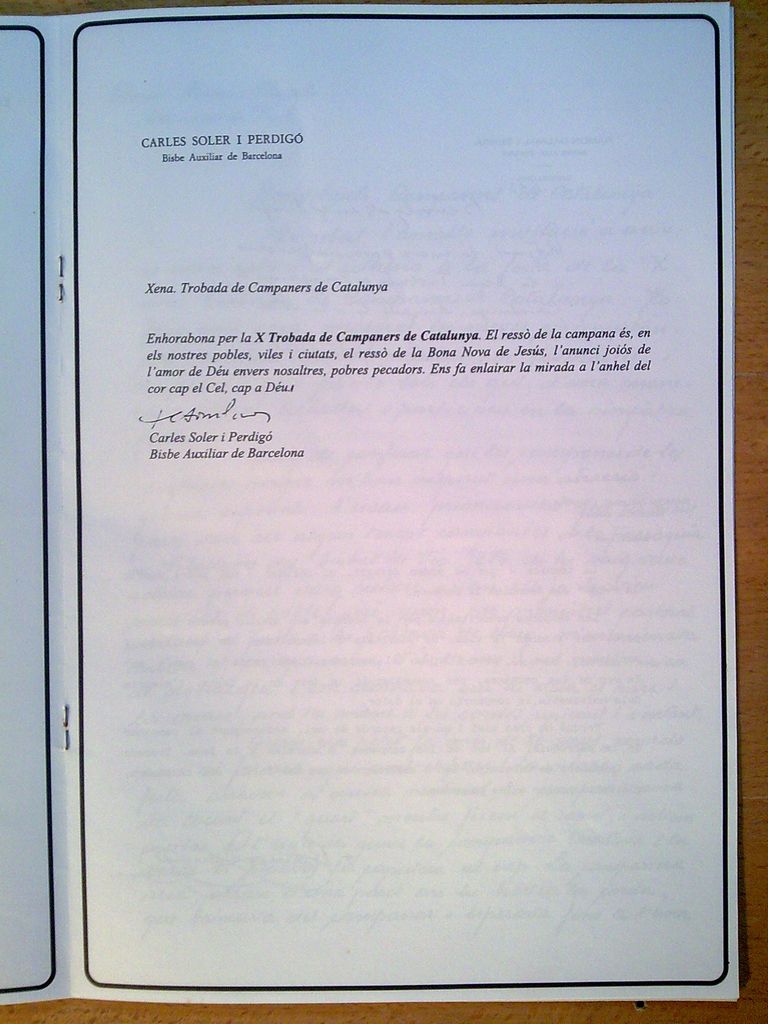 CARLES SOLER I PERDIGÓ
Bisbe Auxiliar de Barcelona
Xena. Trobada de Campaners de Catalunya
Enhorabona per la X Trobada de Campaners de Catalunya. El ressò de la campana és, en
els nostres pobles, viles i ciutats, el ressò de la Bona Nova de Jesús, l'anunci joiós de
l'amor de Déu envers nosaltres, pobres pecadors. Ens fa enlairar la mirada a l'anhel del
cor cap el Cel, cap a Déu.
Carles Soler i Perdigó
Bisbe Auxiliar de Barcelona